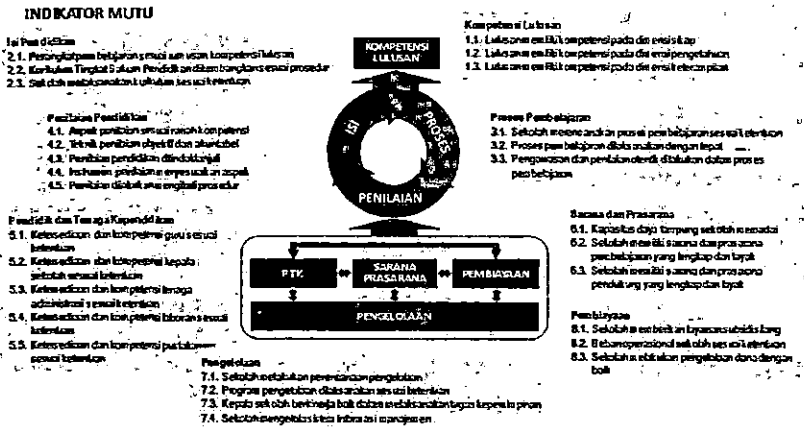 INDIKATOR MUTU
Isi Pendidikan
2.1. Perangkat pembelajaran sesuai rumusan kompetensi lulusan
2.2. Kurikulum Tingkat Satuan Pendidikan dikembangkan sesuai prosedur
2.3. Sekolah melaksanakan kurikulum sesuai ketentuan
Kompetensi Lulusan
1.1. Lulusan memiliki kompetensi pada dimensi sikap
1.2. Lulusan memiliki kompetensi pada dimensi pengetahuan
1.3. Lulusan memiliki kompetensi pada dimensi keterampilan
KOMPETENSI
LULUSAN
ISI
PROSES
PENILAIAN
Penilaian Pendidikan
4.1. Aspek penilaian sesuai ranah kompetensi
4.2. Teknik penilaian objektif dan akuntabel
4.3. Penilaian pendidikan ditindaklanjuti
4.4. Instrumen penilaian menyesuaikan aspek
4.5. Penilaian dilakukan mengikuti prosedur
Proses Pembelajaran
3.1. Sekolah merencanakan proses pembelajaran sesuai ketentuan
3.2. Proses pembelajaran dilaksanakan dengan tepat
3.3. Pengawasan dan penilaian otentik dilakukan dalam proses
pembelajaran
Pendidik dan Tenaga Kependidikan
5.1. Ketersediaan dan kompetensi guru sesuai
ketentuan
5.2. Ketersediaan dan kompetensi kepala
sekolah sesuai ketentuan
5.3. Ketersediaan dan kompetensi tenaga
administrasi sesuai ketentuan
5.4. Ketersediaan dan kompetensi laboran sesuai
ketentuan
5.5. Ketersediaan dan kompetensi pustakawan
sesuai ketentuan
PTK
SARANA
PRASARANA
PEMBIAYAAN
PENGELOLAAN
Sarana dan Prasarana
6.1. Kapasitas daya tampung sekolah memadai
6.2. Sekolah memiliki sarana dan prasarana
pembelajaran yang lengkap dan layak
6.3. Sekolah memiliki sarana dan prasarana
pendukung yang lengkap dan layak
Pembiayaan
8.1. Sekolah memberikan layanan subsidi silang
8.2. Beban operasional sekolah sesuai ketentuan
8.3. Sekolah melakukan pengelolaan dana dengan
baik
Pengelolaan
7.1. Sekolah melakukan perencanaan pengelolaan
7.2. Program pengelolaan dilaksanakan sesuai ketentuan
7.3. Kepala sekolah berkinerja baik dalam melaksanakan tugas kepemimpinan
7.4. Sekolah mengelola sistem informasi manajemen